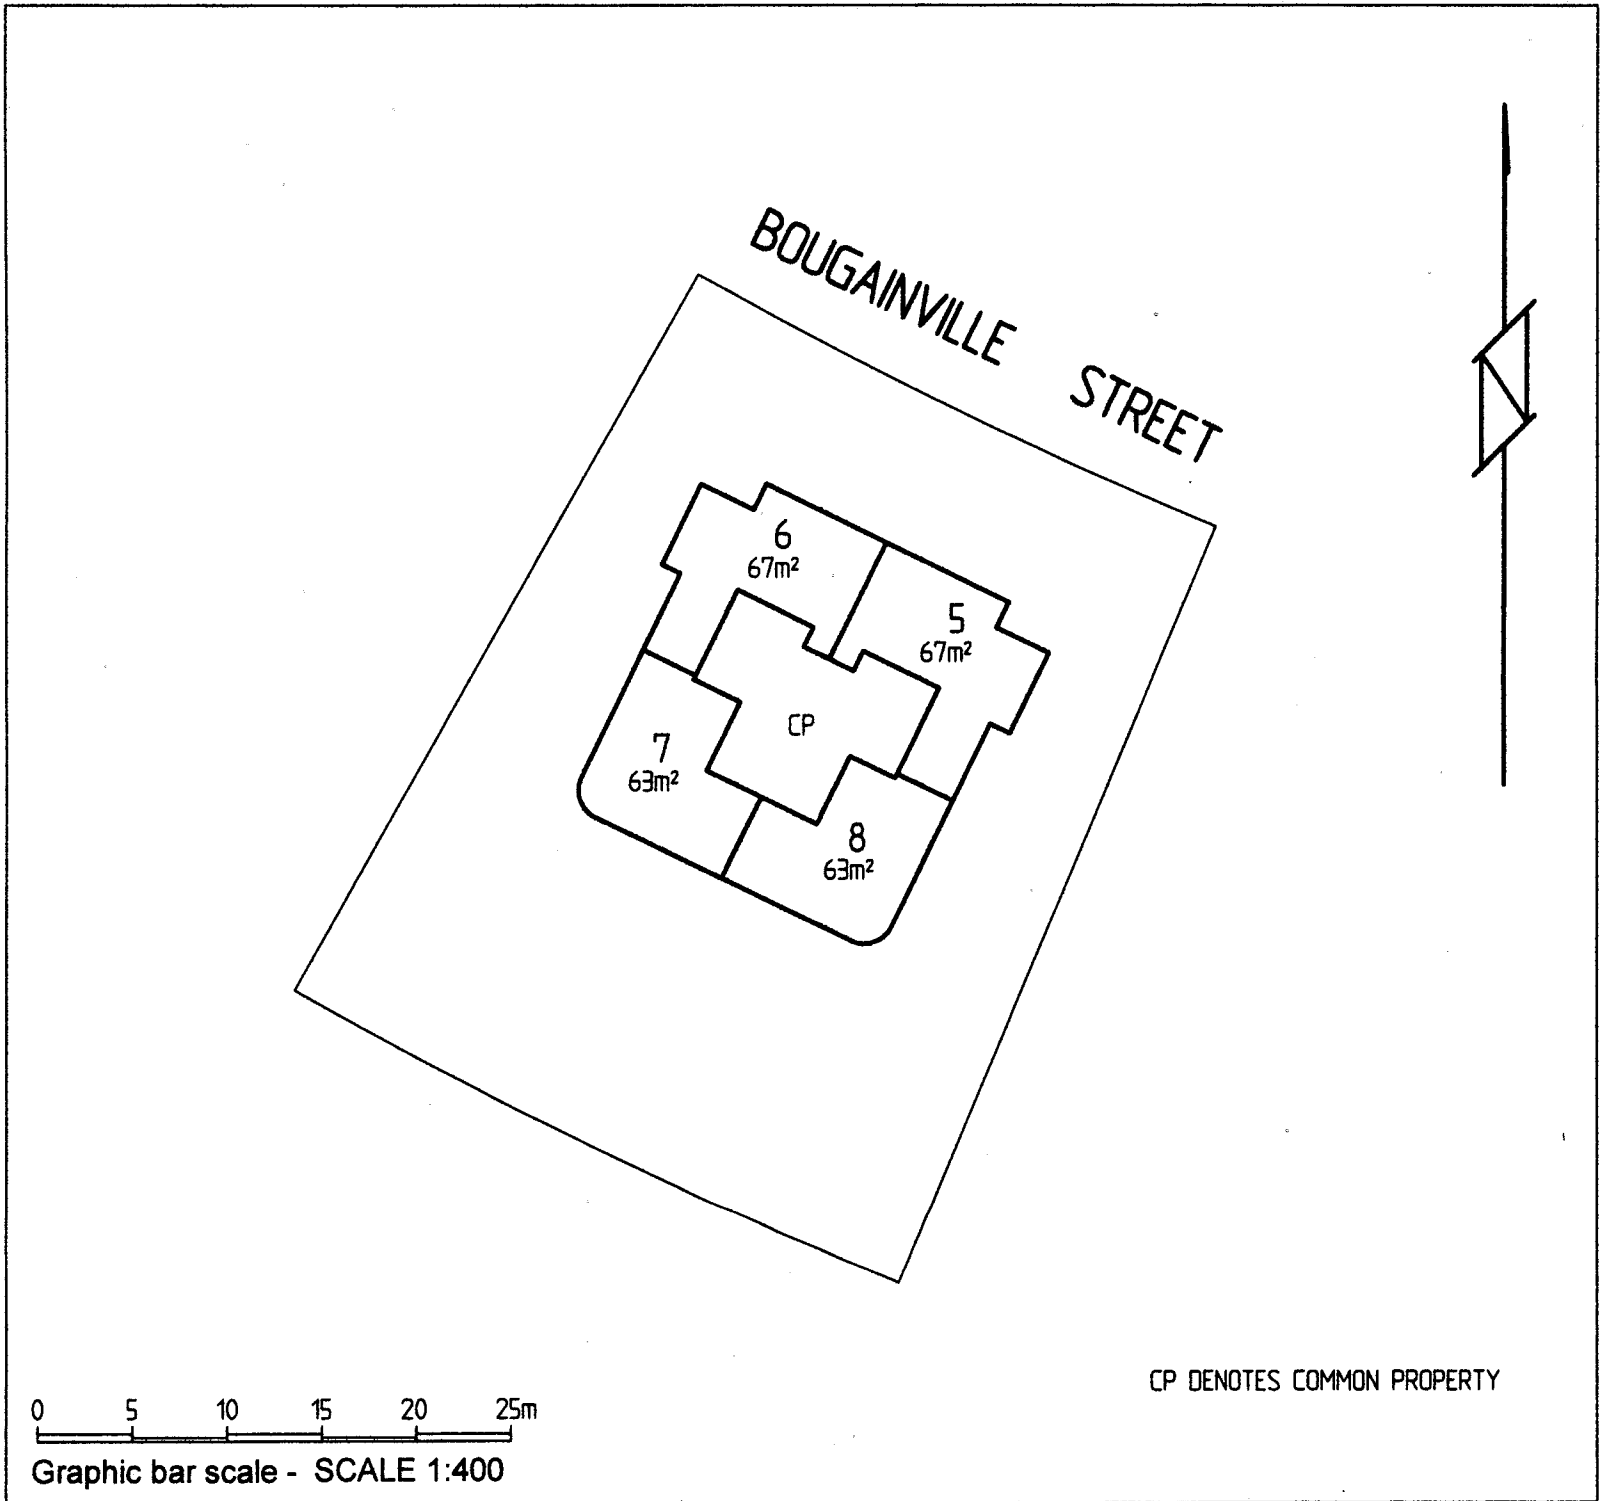 BOUGAINVILLE STREET
6
67m²
5
67m²
CP
7
63m²
8
63m²
CP DENOTES COMMON PROPERTY
0 5 10 15 20 25m
Graphic bar scale - SCALE 1:400